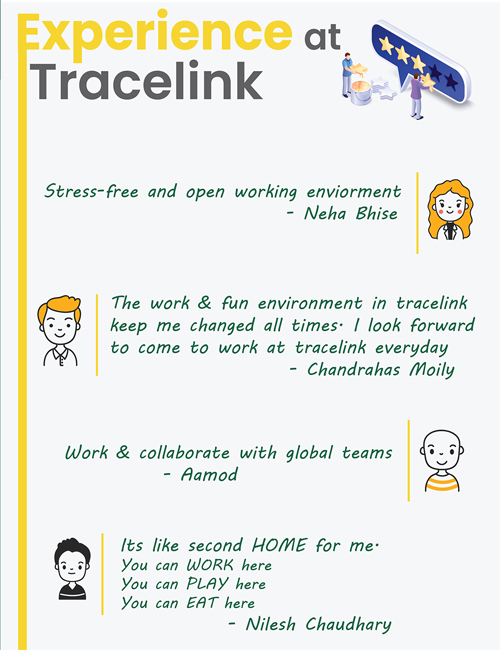 Experience at
Tracelink
Stress-free and open working enviorment
- Neha Bhise
The work & fun environment in tracelink
keep me changed all times. I look forward
to come to work at tracelink everyday
- Chandrahas Moily
Work & collaborate with global teams
- Aamod
Its like second HOME for me.
You can WORK here
You can PLAY here
You can EAT here
- Nilesh Chaudhary